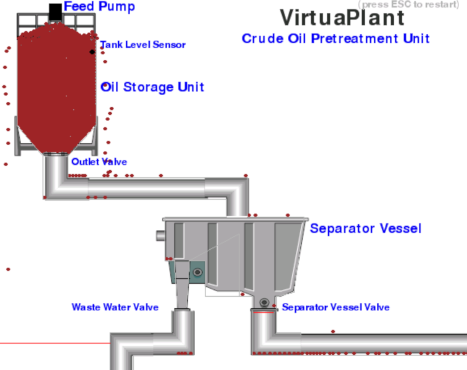 (press ESC to restart)
Feed Pump
VirtuaPlant
Crude Oil Pretreatment Unit
Tank Level Sensor
Oil Storage Unit
Outlet Valve
Separator Vessel
Waste Water Valve
Separator Vessel Valve